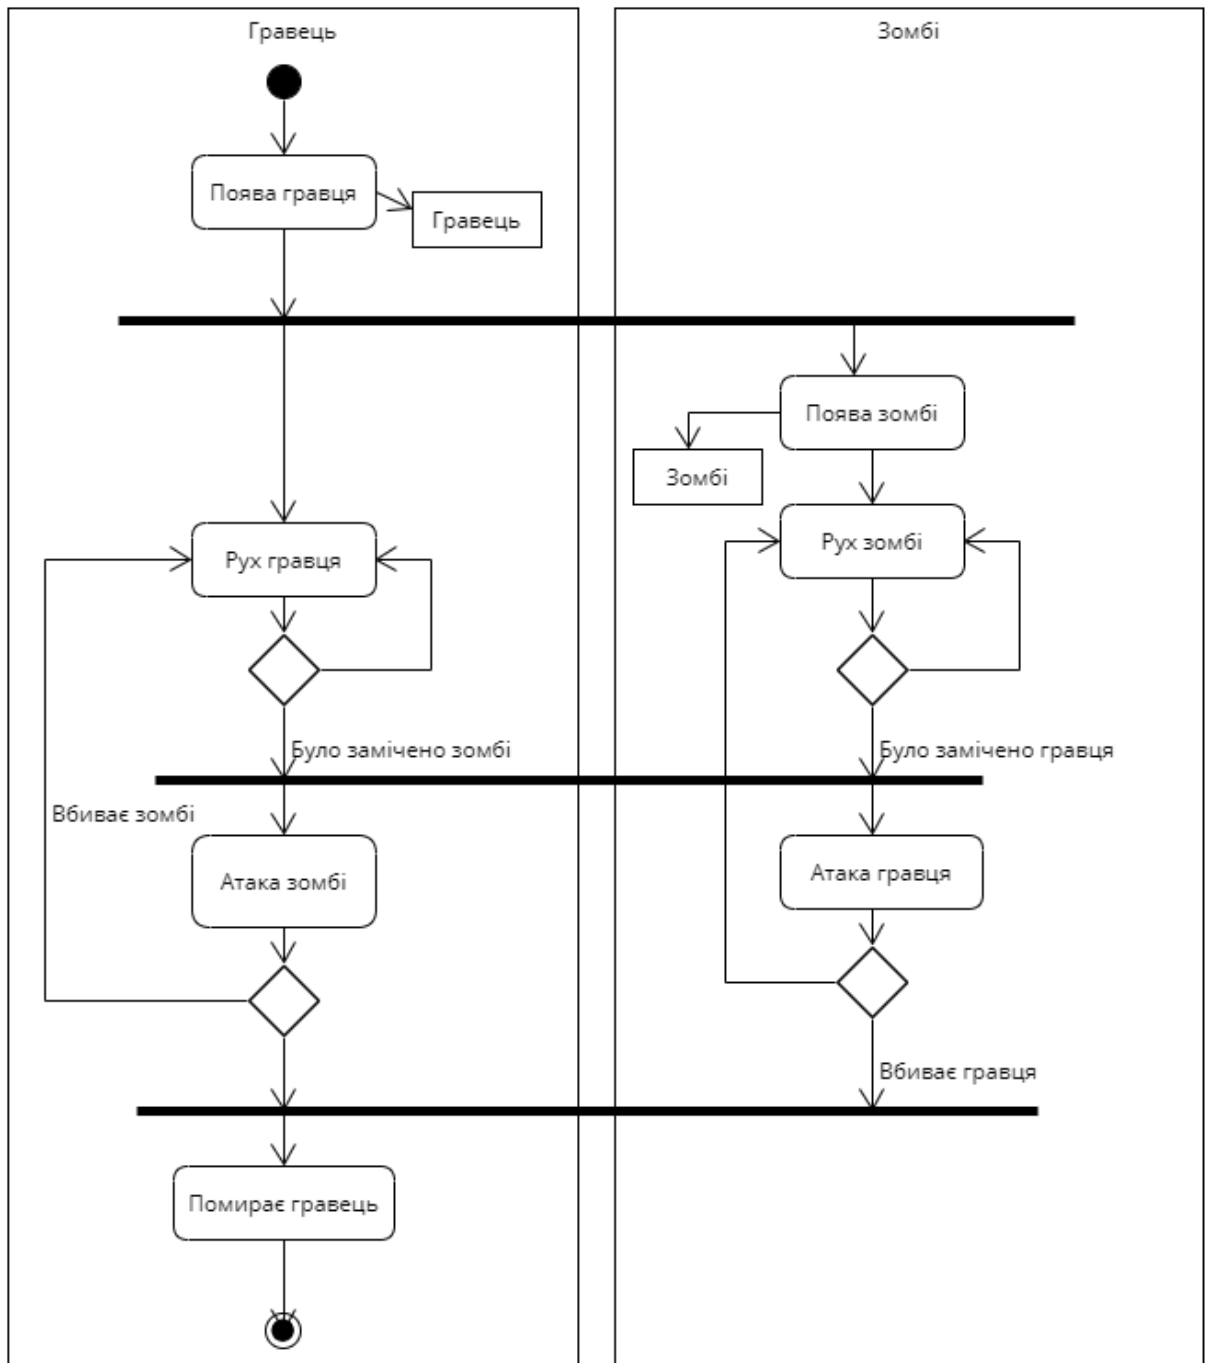 Гравець
Зомбі
Поява гравця
Гравець
Поява зомбі
Зомбі
Рух гравця
Рух зомбі
Було замічено зомбі
Було замічено гравця
Вбиває зомбі
Атака зомбі
Атака гравця
Вбиває гравця
Помирає гравець